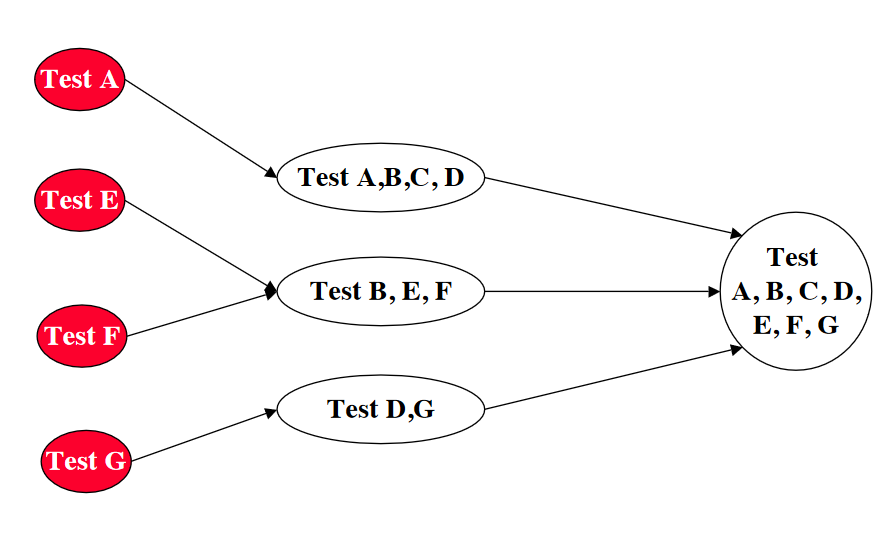 Test A
Test E
Test F
Test G
Test A,B,C, D
Test B, E, F
Test D,G
Test
A, B, C, D,
E, F, G